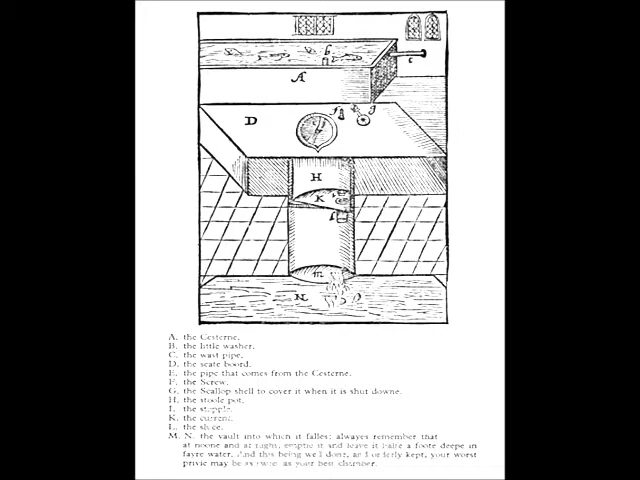 b
c
A
D
f
g
H
K
m
N
A. the Cesterne.
B. the little washer.
C. the wast pipe.
D. the seate boord.
E. the pipe that comes from the Cesterne.
F. the Screw.
G. the Scallop shell to cover it when it is shut downe.
H. the stoole pot.
I. the stopple.
K. the current.
L. the sluce.
M. N. the vault into which it falles: alwayes remember that
at noone and at night, emptie it and leave it halfe a foote deepe in
fayre water. And this being well done, and orderly kept, your worst
privie may be as sweet as your best chamber.